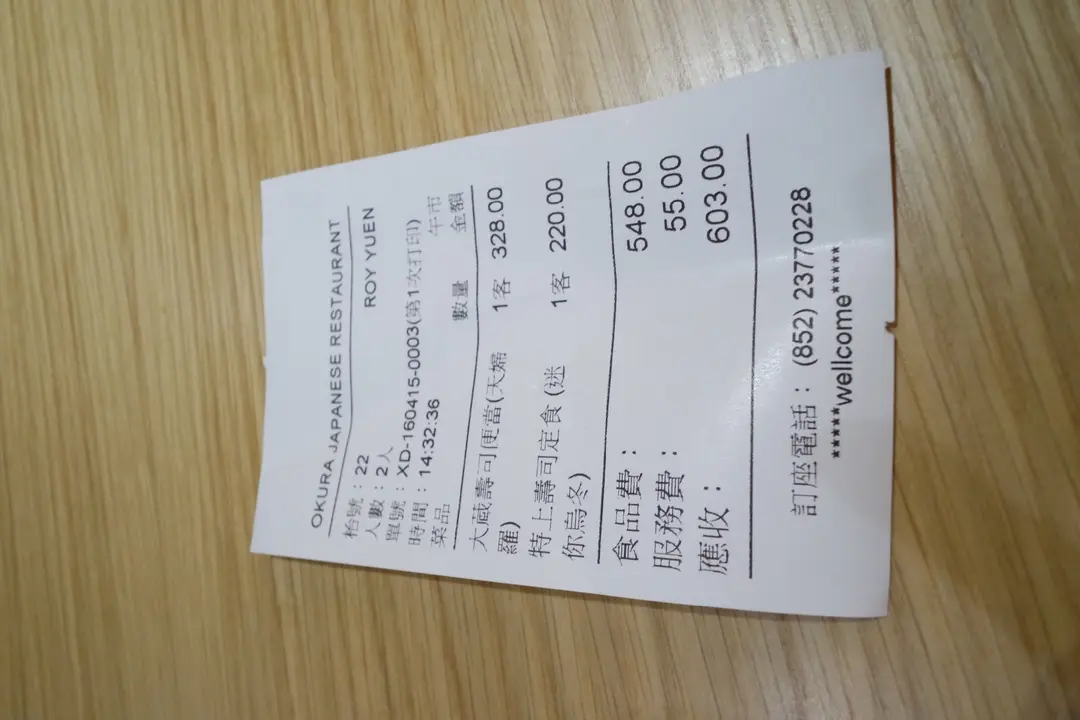 OKURA JAPANESE RESTAURANT
枱號：22 ROY YUEN
人數：2人
單號：XD-160415-0003(第1次打印)
時間：14:32:36 午市
菜品 數量 金額
大蔵壽司便當(天婦 1客 328.00
羅)
特上壽司定食 (迷 1客 220.00
你烏冬)
食品費： 548.00
服務費： 55.00
應收： 603.00
訂座電話： (852) 23770228
*****wellcome*****